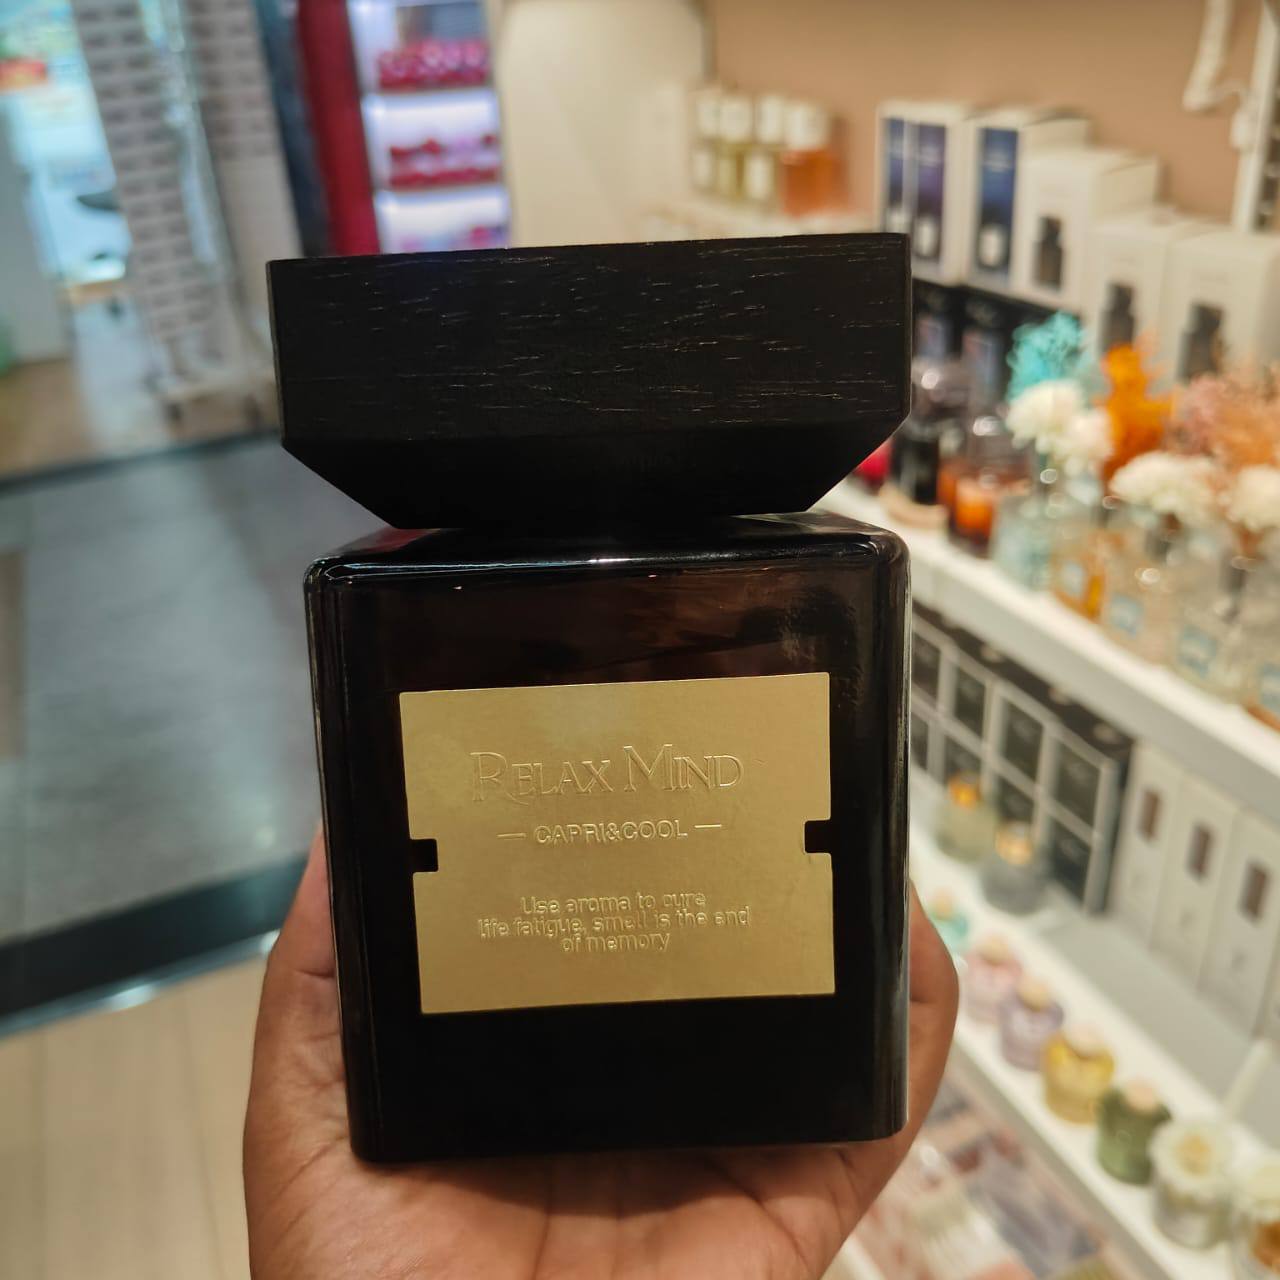 RELAX MIND
— CAPRI&COOL —
Use aroma to cure
life fatigue, smell is the end
of memory